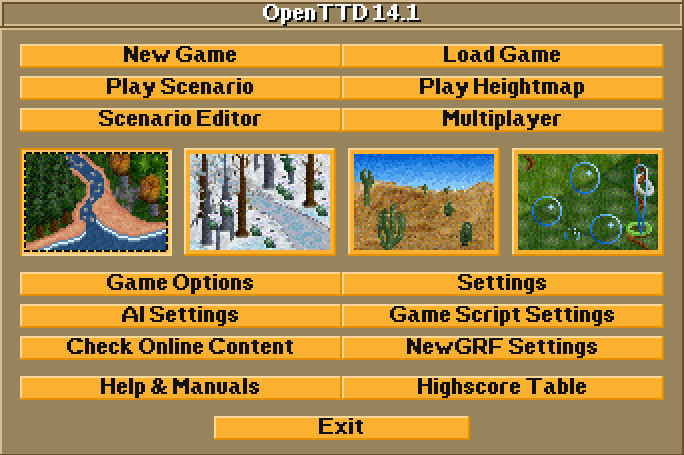 OpenTTD 14.1
New Game
Load Game
Play Scenario
Play Heightmap
Scenario Editor
Multiplayer
Game Options
Settings
AI Settings
Game Script Settings
Check Online Content
NewGRF Settings
Help & Manuals
Highscore Table
Exit